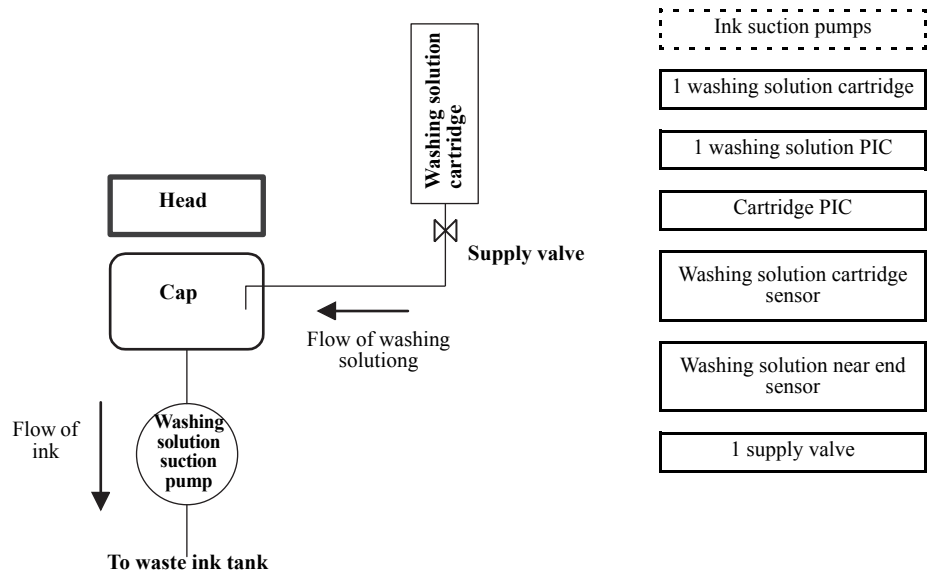 Ink suction pumps
1 washing solution cartridge
1 washing solution PIC
Cartridge PIC
Washing solution cartridge
sensor
Washing solution near end
sensor
1 supply valve
Washing solution
cartridge
Head
Supply valve
Cap
Flow of washing
solutiong
Flow of
ink
Washing
solution
suction
pump
To waste ink tank